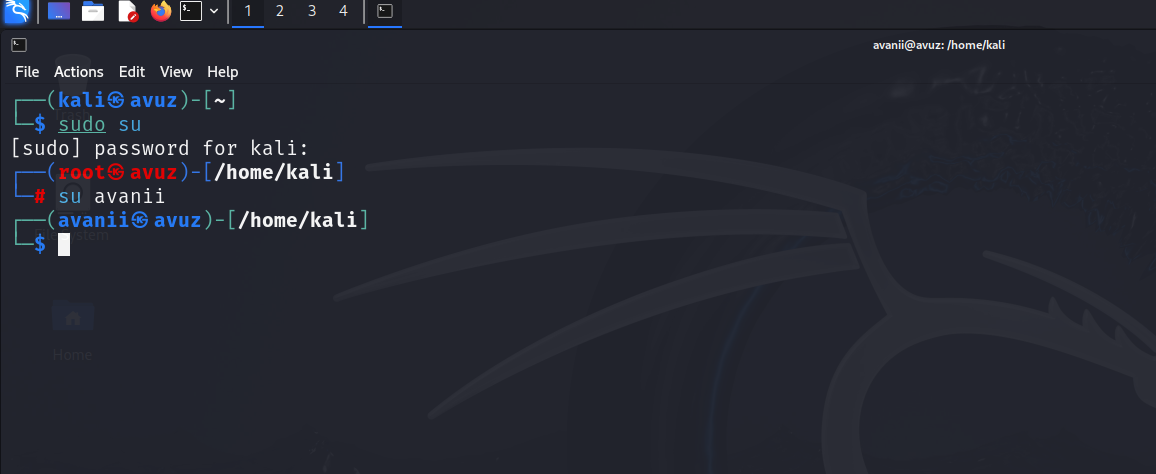 1 2 3 4
avanii@avuz: /home/kali
File Actions Edit View Help
┌──(kali㉿avuz)-[~]
└─$ sudo su
[sudo] password for kali:
┌──(root㉿avuz)-[/home/kali]
└─# su avanii
┌──(avanii㉿avuz)-[/home/kali]
└─$
Home